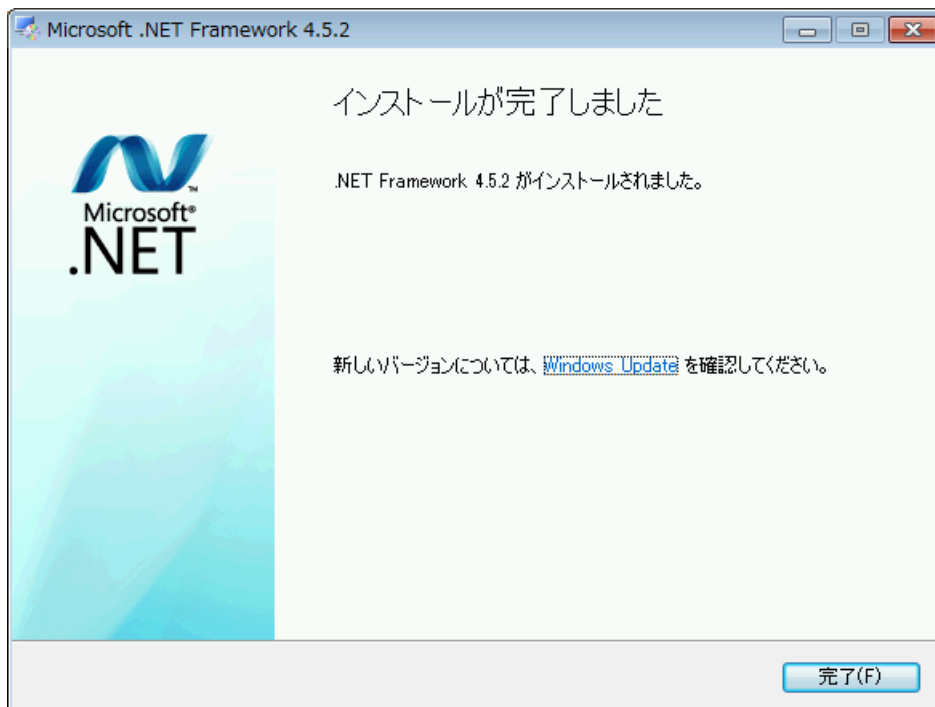 Microsoft .NET Framework 4.5.2
インストールが完了しました
.NET Framework 4.5.2 がインストールされました。
Microsoft®
.NET™
新しいバージョンについては、Windows Update を確認してください。
完了(F)